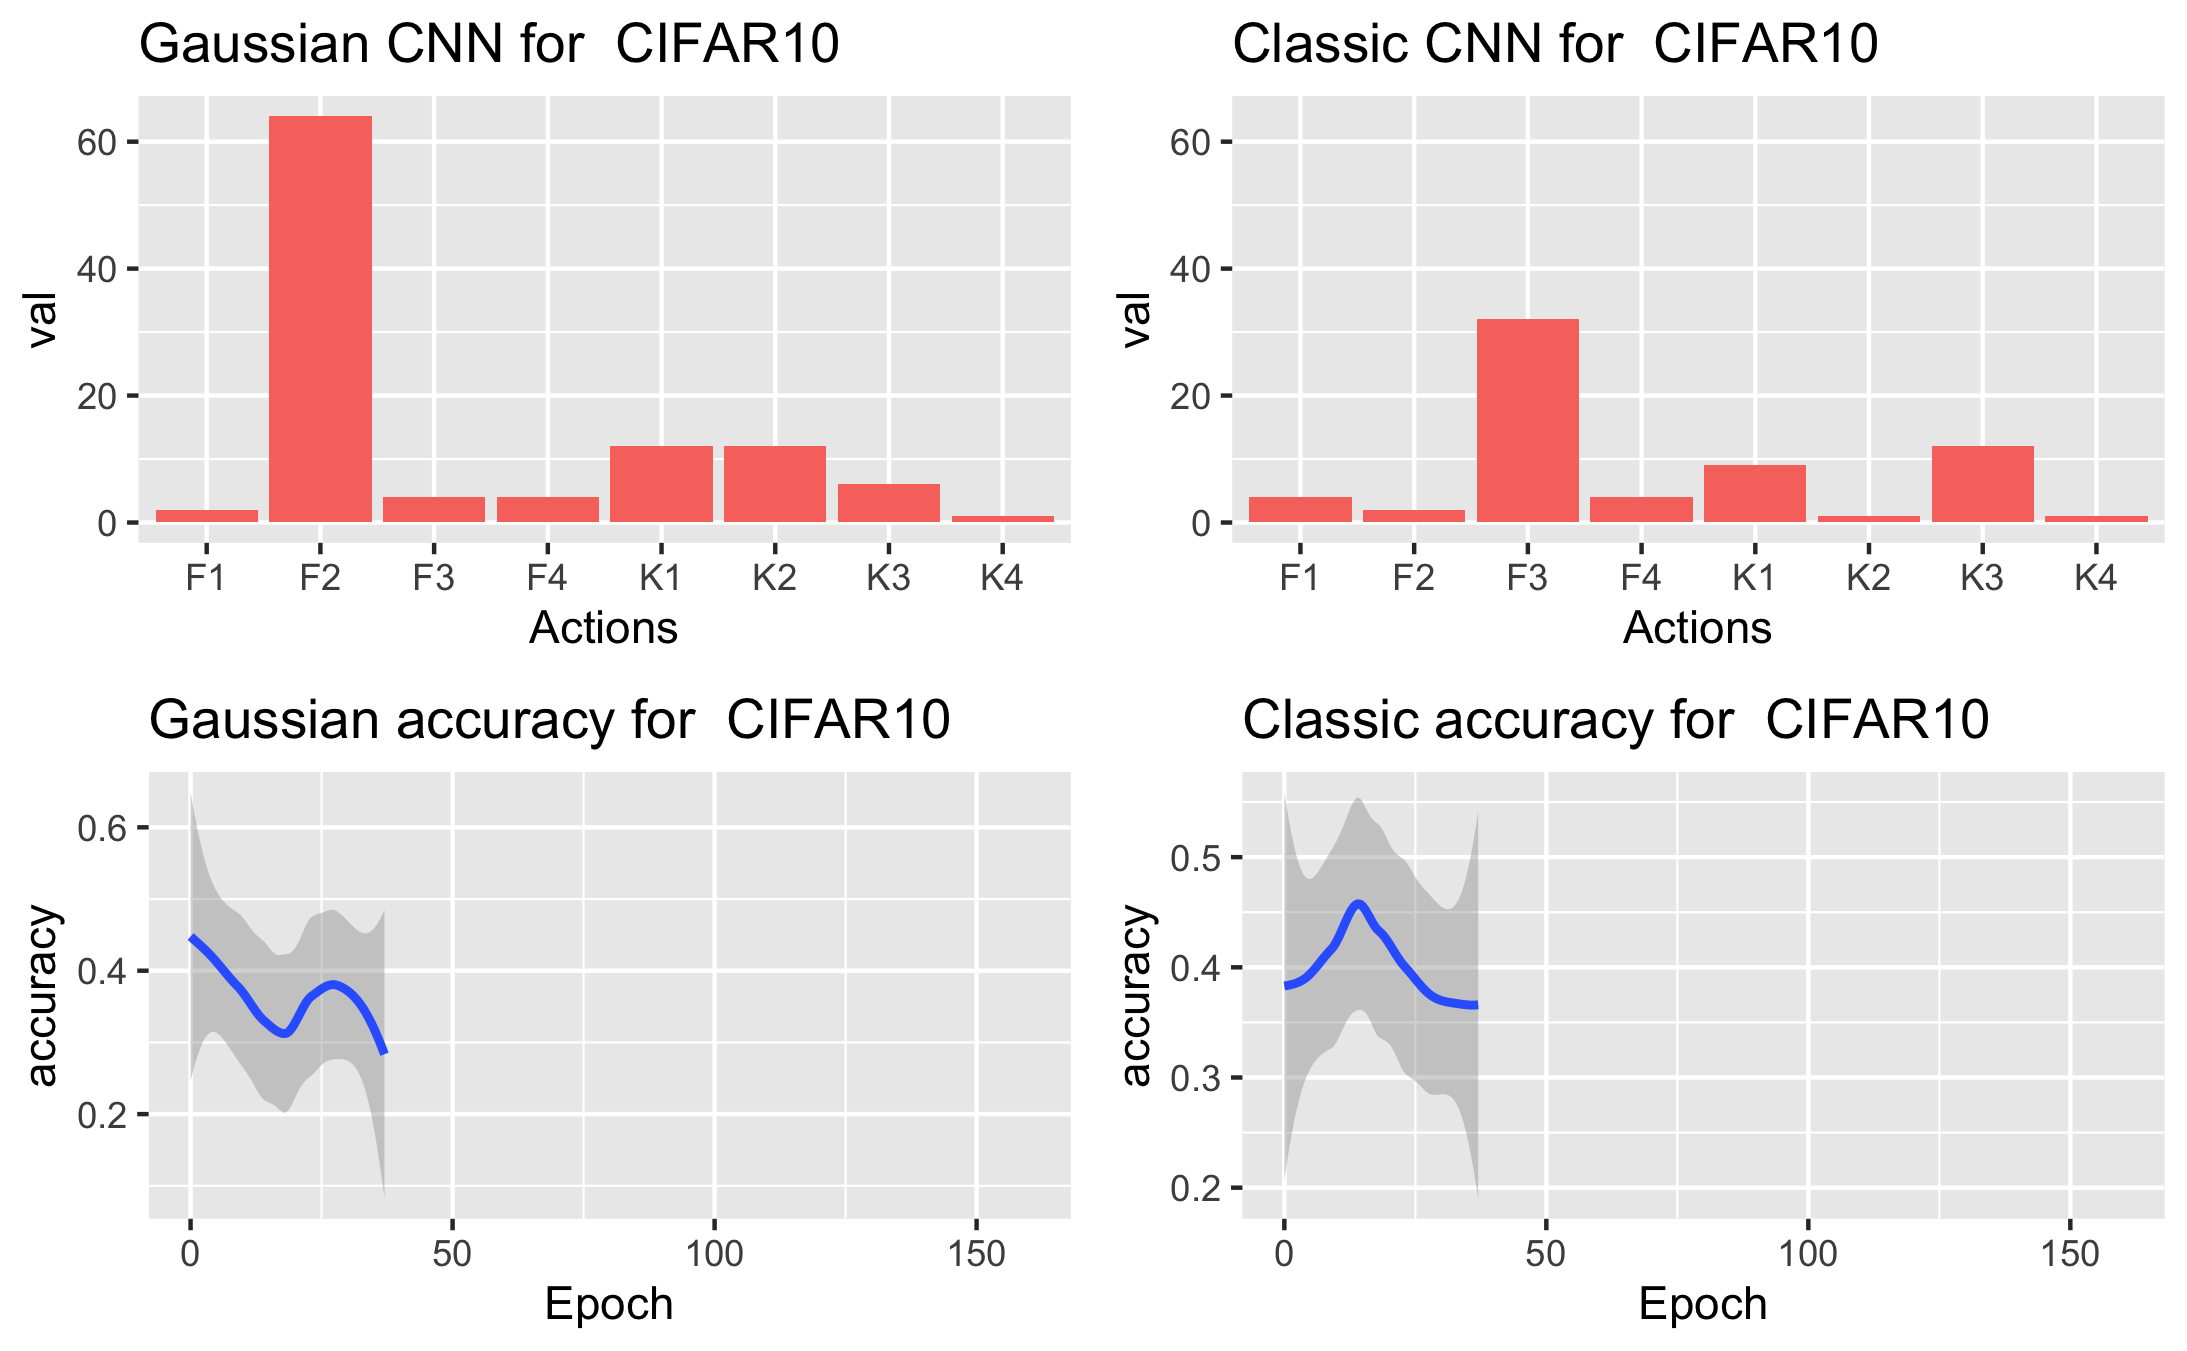 Gaussian CNN for  CIFAR10
val
60
40
20
0
F1 F2 F3 F4 K1 K2 K3 K4
Actions
Classic CNN for  CIFAR10
val
60
40
20
0
F1 F2 F3 F4 K1 K2 K3 K4
Actions
Gaussian accuracy for  CIFAR10
accuracy
0.6
0.4
0.2
0 50 100 150
Epoch
Classic accuracy for  CIFAR10
accuracy
0.5
0.4
0.3
0.2
0 50 100 150
Epoch